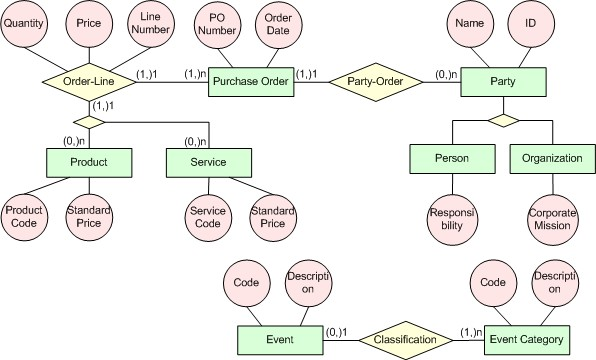 Quantity
Price
Line
Number
PO
Number
Order
Date
Name
ID
Order-Line
(1,)1
(1,)n
Purchase Order
(1,)1
Party-Order
(0,)n
Party
(1,)1
(0,)n
(0,)n
Product
Service
Person
Organization
Product
Code
Standard
Price
Service
Code
Standard
Price
Responsi
bility
Corporate
Mission
Code
Descripti
on
Code
Descripti
on
Event
(0,)1
Classification
(1,)n
Event Category